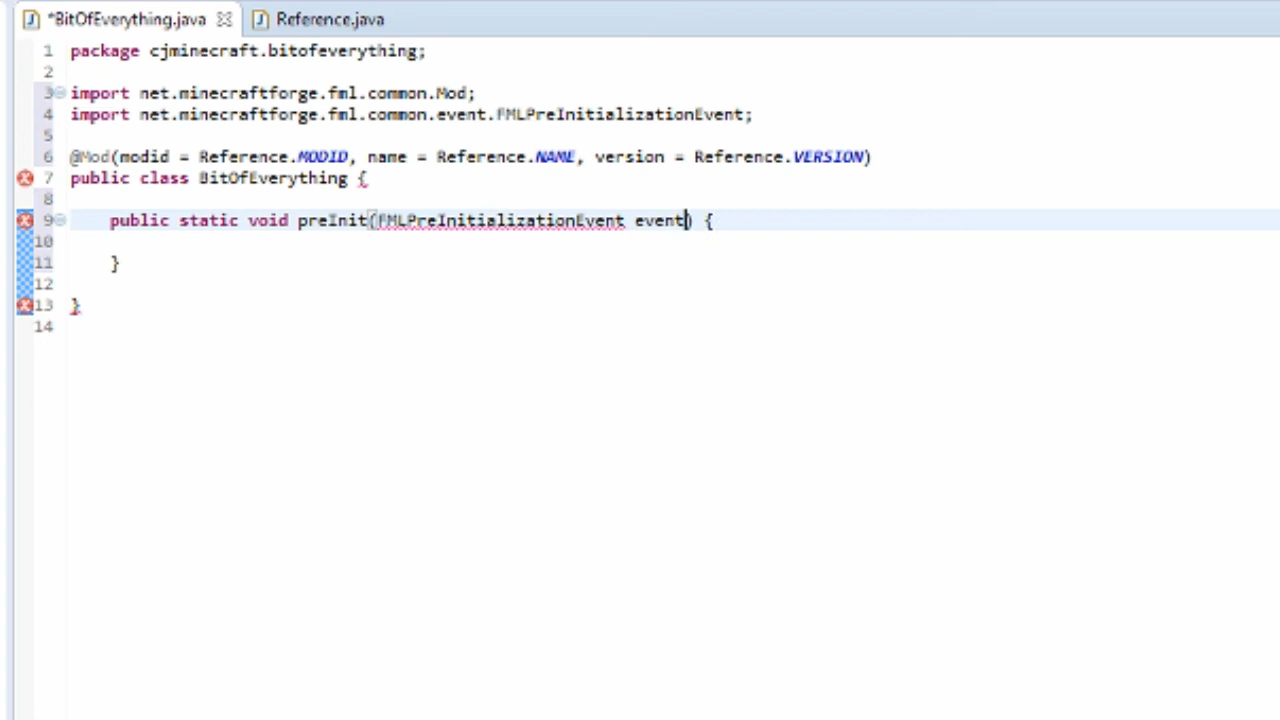 *BitOfEverything.java
Reference.java
1 package cjminecraft.bitofeverything;
2
3 import net.minecraftforge.fml.common.Mod;
4 import net.minecraftforge.fml.common.event.FMLPreInitializationEvent;
5
6 @Mod(modid = Reference.MODID, name = Reference.NAME, version = Reference.VERSION)
7 public class BitOfEverything {
8
9 public static void preInit(FMLPreInitializationEvent event) {
10
11 }
12
13 }
14